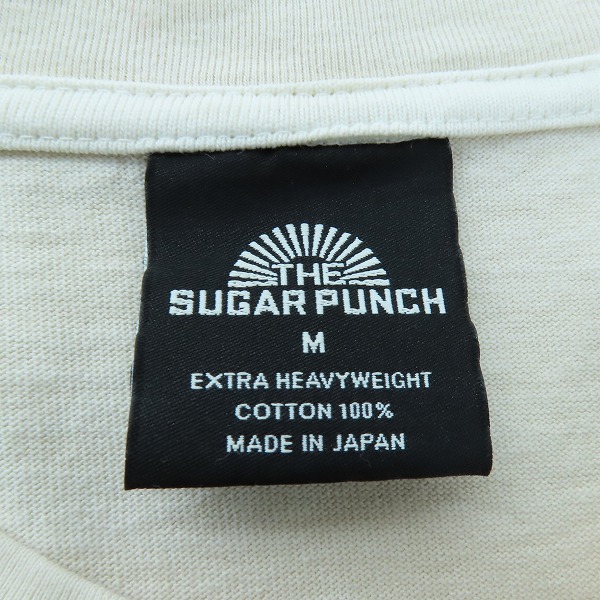 THE
SUGAR PUNCH
M
EXTRA HEAVYWEIGHT
COTTON 100%
MADE IN JAPAN